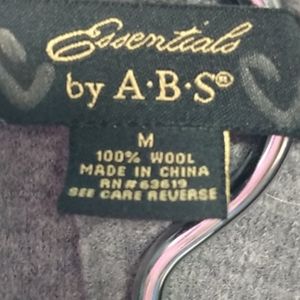 Essentials
by A·B·S®
M
100% WOOL
MADE IN CHINA
RN# 63619
SEE CARE REVERSE